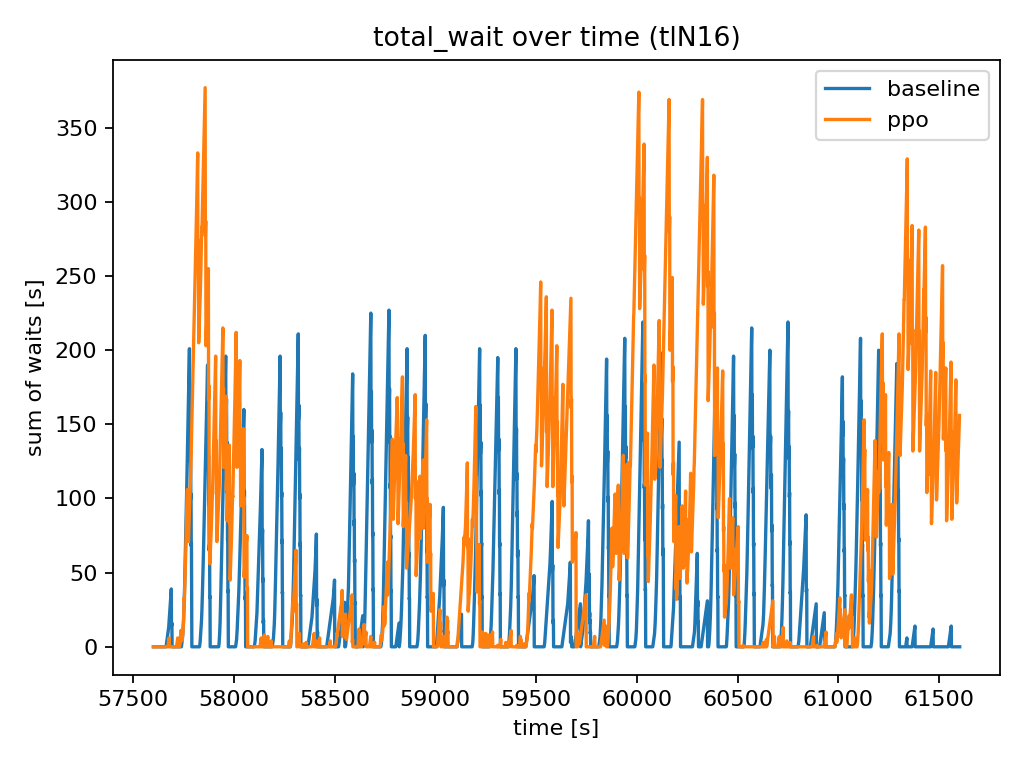 total_wait over time (tlN16)
baseline
ppo
sum of waits [s]
350
300
250
200
150
100
50
0
57500 58000 58500 59000 59500 60000 60500 61000 61500
time [s]